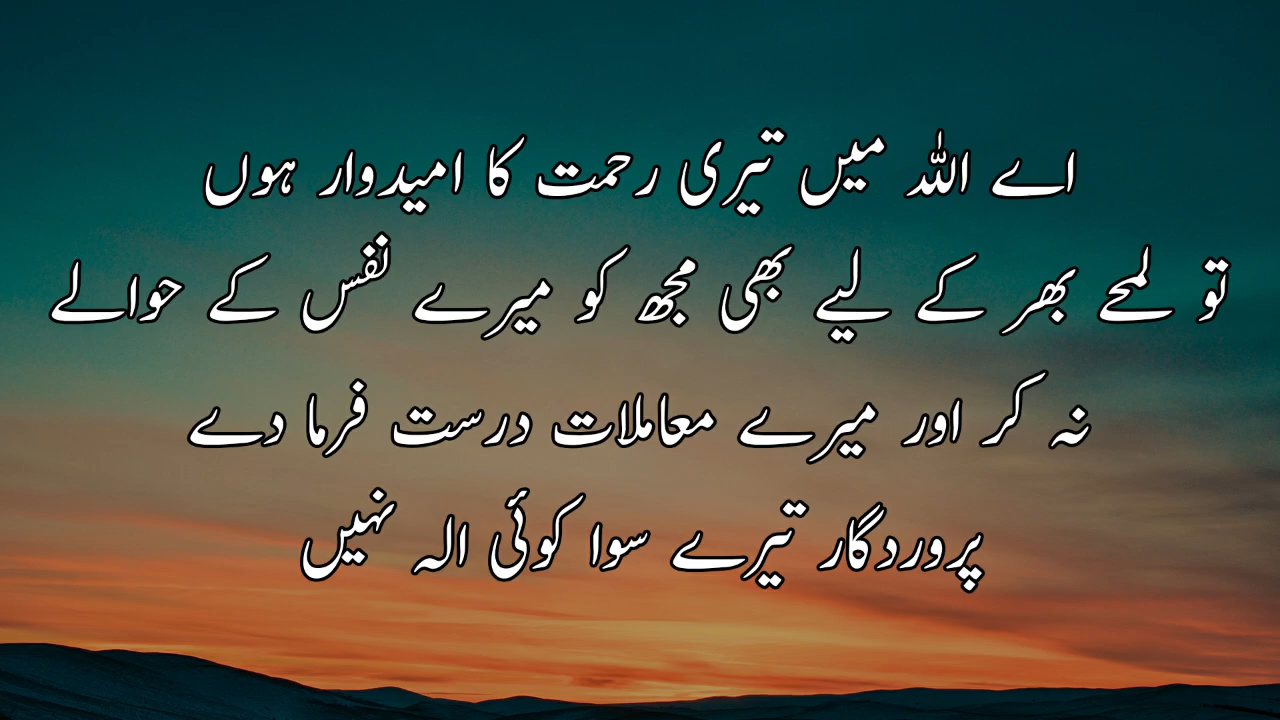 اے اللہ میں تیری رحمت کا امیدوار ہوں
تو لمحے بھر کے لیے بھی مجھ کو میرے نفس کے حوالے
نہ کر اور میرے معاملات درست فرما دے
پروردگار تیرے سوا کوئی الہ نہیں